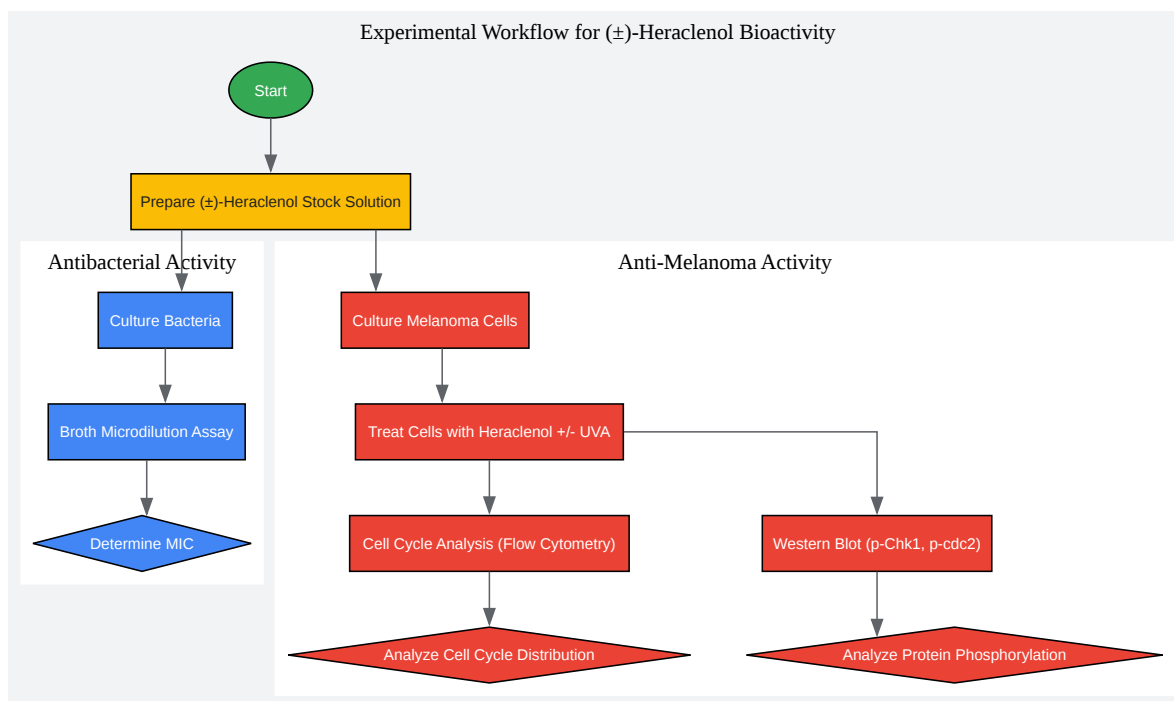 Experimental Workflow for (±)-Heraclenol Bioactivity
Start
Prepare (±)-Heraclenol Stock Solution
Antibacterial Activity
Culture Bacteria
Broth Microdilution Assay
Determine MIC
Anti-Melanoma Activity
Culture Melanoma Cells
Treat Cells with Heraclenol +/- UVA
Cell Cycle Analysis (Flow Cytometry)
Western Blot (p-Chk1, p-cdc2)
Analyze Cell Cycle Distribution
Analyze Protein Phosphorylation